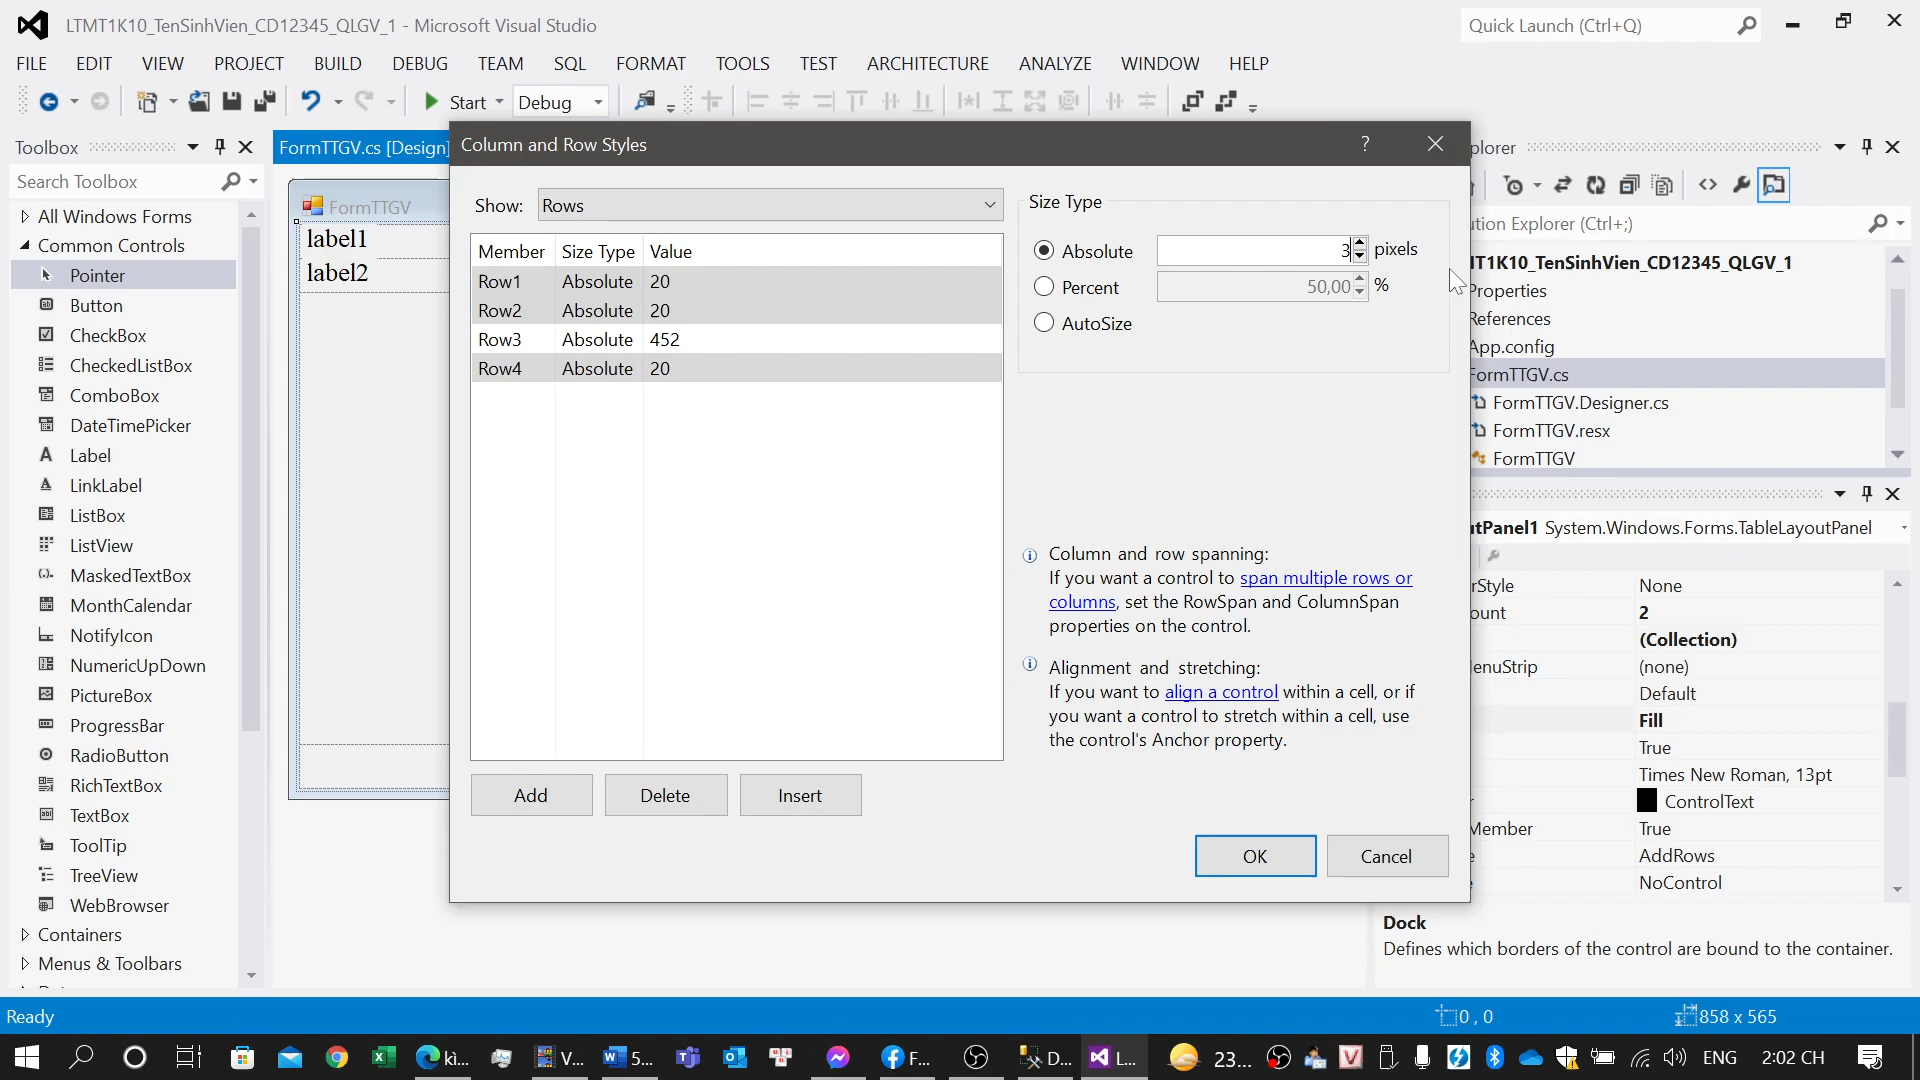 LTMT1K10_TenSinhVien_CD12345_QLGV_1 - Microsoft Visual Studio
Quick Launch (Ctrl+Q)
FILE EDIT VIEW PROJECT BUILD DEBUG TEAM SQL FORMAT TOOLS TEST ARCHITECTURE ANALYZE WINDOW HELP
Start Debug
Toolbox
Search Toolbox
All Windows Forms
Common Controls
Pointer
Button
CheckBox
CheckedListBox
ComboBox
DateTimePicker
Label
LinkLabel
ListBox
ListView
MaskedTextBox
MonthCalendar
NotifyIcon
NumericUpDown
PictureBox
ProgressBar
RadioButton
RichTextBox
TextBox
ToolTip
TreeView
WebBrowser
Containers
Menus & Toolbars
FormTTGV.cs [Design]
FormTTGV
label1
label2
Column and Row Styles
?
Show: Rows
Member Size Type Value
Row1 Absolute 20
Row2 Absolute 20
Row3 Absolute 452
Row4 Absolute 20
Add Delete Insert
Size Type
Absolute 3 pixels
Percent 50,00 %
AutoSize
Column and row spanning:
If you want a control to span multiple rows or
columns, set the RowSpan and ColumnSpan
properties on the control.
Alignment and stretching:
If you want to align a control within a cell, or if
you want a control to stretch within a cell, use
the control's Anchor property.
OK Cancel
plorer
ution Explorer (Ctrl+;)
TMT1K10_TenSinhVien_CD12345_QLGV_1
Properties
References
App.config
FormTTGV.cs
FormTTGV.Designer.cs
FormTTGV.resx
FormTTGV
utPanel1 System.Windows.Forms.TableLayoutPanel
rStyle None
ount 2
(Collection)
enuStrip (none)
Default
Fill
True
Times New Roman, 13pt
r ControlText
Member True
e AddRows
NoControl
Dock
Defines which borders of the control are bound to the container.
Ready
0 , 0
858 x 565
kì...
V...
5...
F...
D...
L...
23...
ENG
2:02 CH